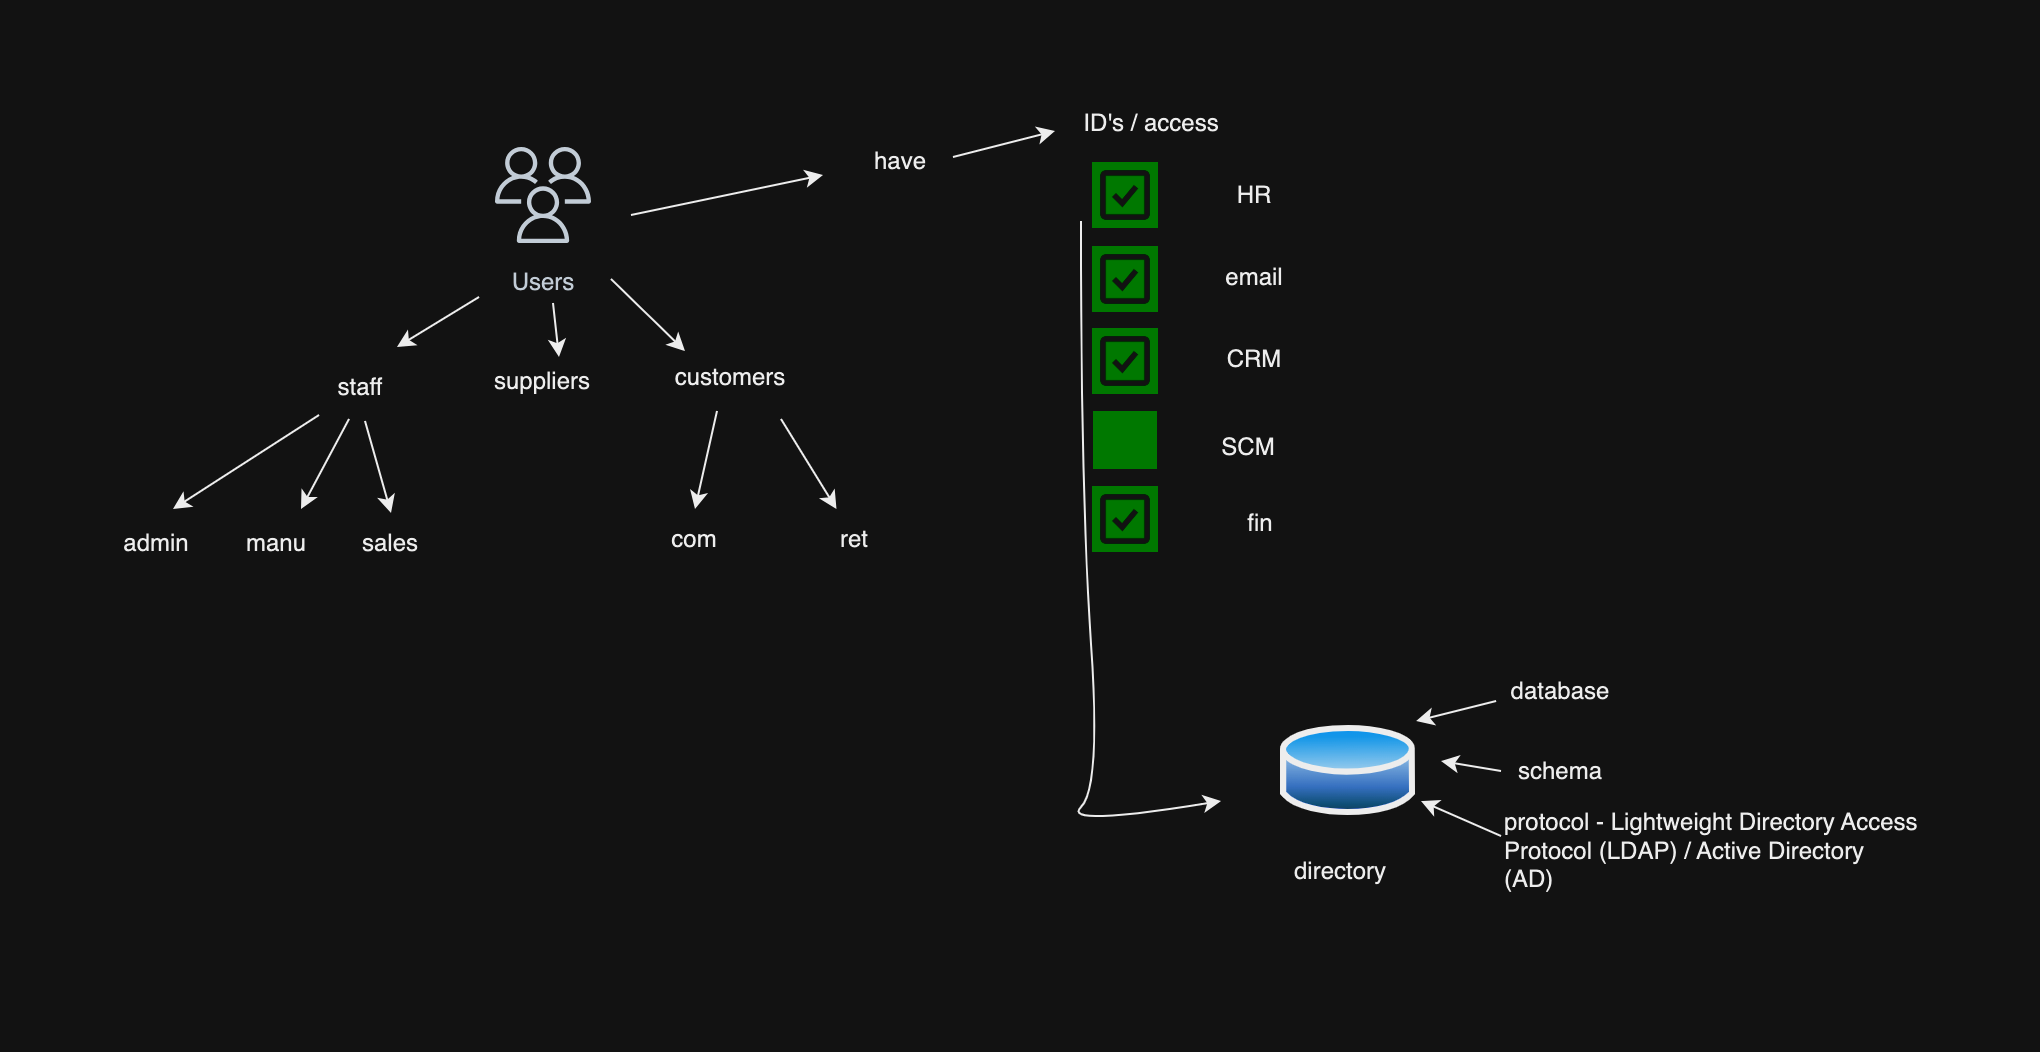 ID's / access
have
HR
email
CRM
SCM
fin
Users
staff
suppliers
customers
admin
manu
sales
com
ret
database
schema
protocol - Lightweight Directory Access
Protocol (LDAP) / Active Directory
(AD)
directory